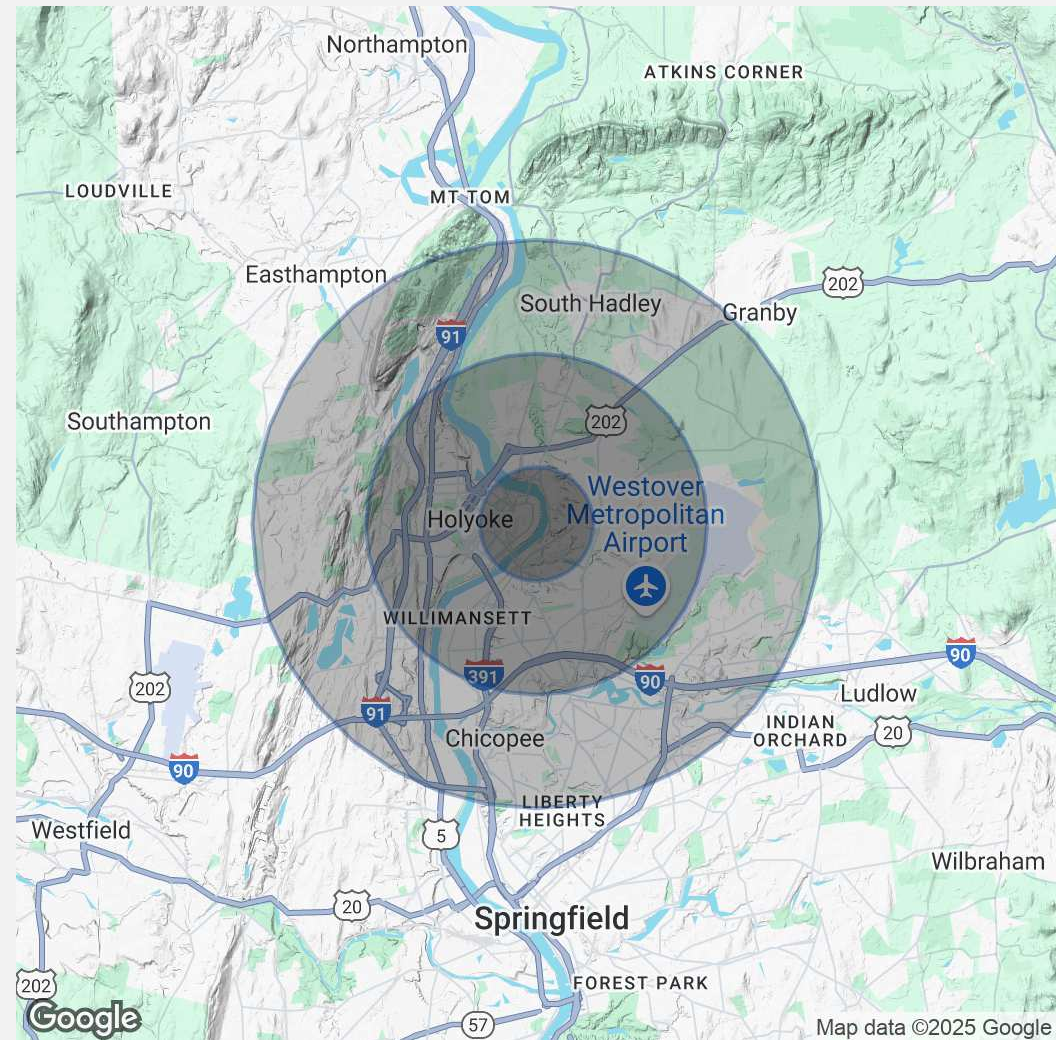 Northampton
ATKINS CORNER
LOUDVILLE
MT TOM
Easthampton
South Hadley
202
Granby
91
Southampton
202
Westover
Metropolitan
Airport
Holyoke
WILLIMANSETT
391
90
90
202
Ludlow
91
INDIAN
ORCHARD
20
Chicopee
90
LIBERTY
HEIGHTS
Westfield
5
Wilbraham
20
Springfield
FOREST PARK
202
Google
57
Map data ©2025 Google